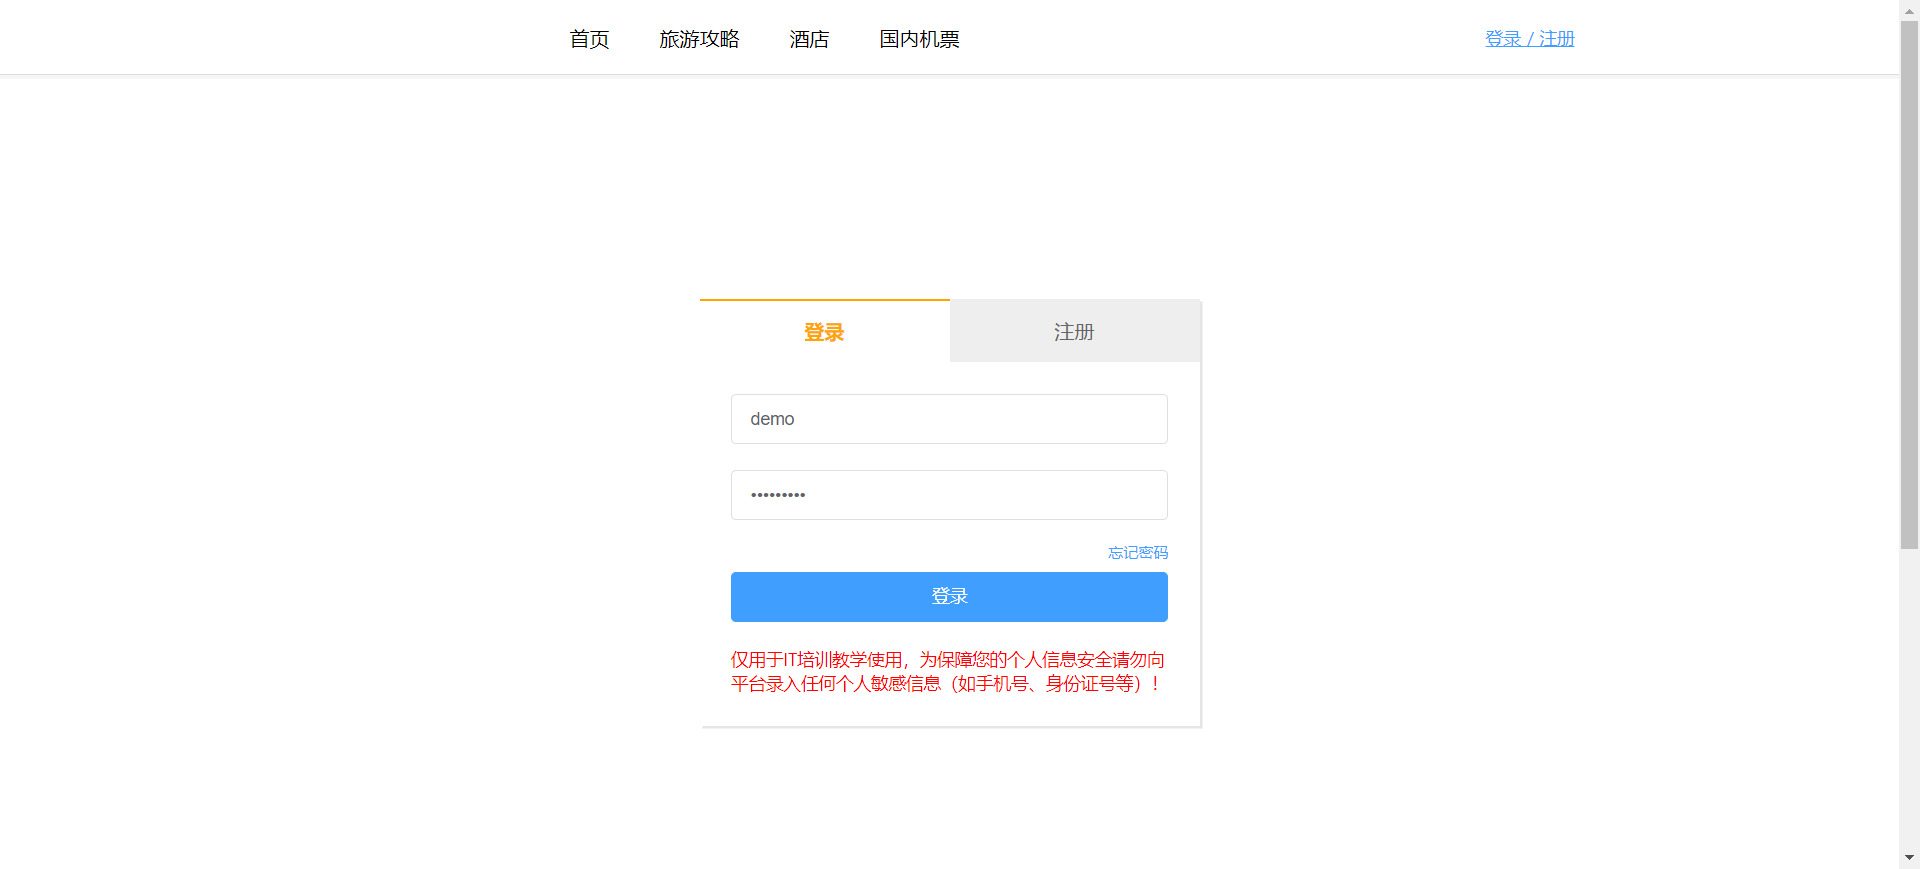 首页 旅游攻略 酒店 国内机票 登录 / 注册
登录 注册
demo
•••••••••
忘记密码
登录
仅用于IT培训教学使用，为保障您的个人信息安全请勿向
平台录入任何个人敏感信息（如手机号、身份证号等）！